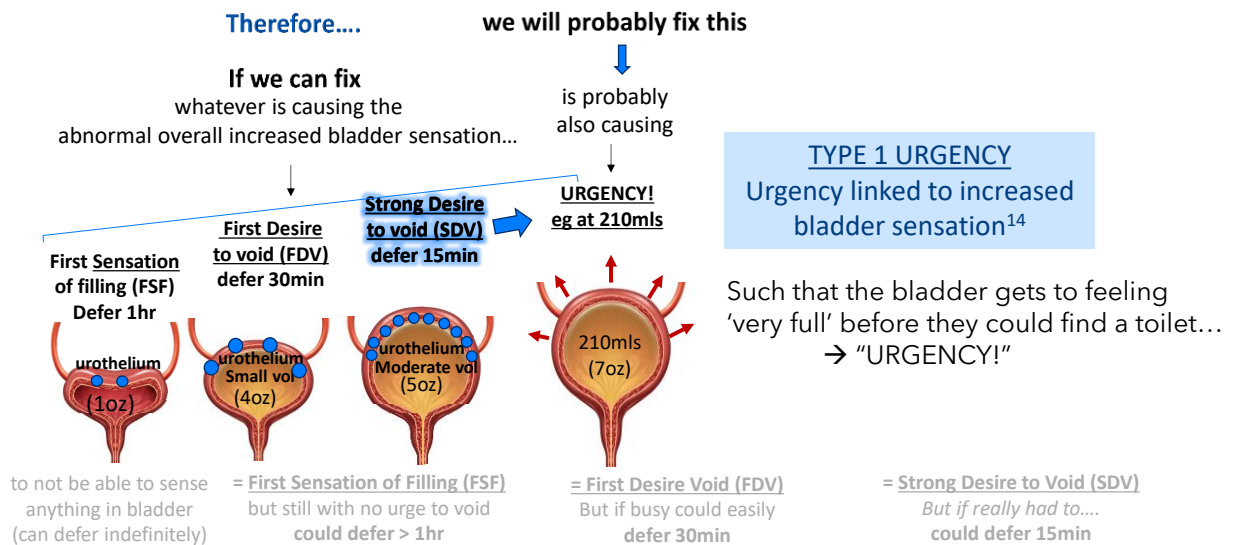 Therefore….
we will probably fix this
If we can fix
whatever is causing the
abnormal overall increased bladder sensation…
is probably
also causing
TYPE 1 URGENCY
Urgency linked to increased
bladder sensation14
First Sensation
of filling (FSF)
Defer 1hr
First Desire
to void (FDV)
defer 30min
Strong Desire
to void (SDV)
defer 15min
URGENCY!
eg at 210mls
Such that the bladder gets to feeling
‘very full’ before they could find a toilet…
→ “URGENCY!”
urothelium
(1oz)
urothelium
Small vol
(4oz)
urothelium
Moderate vol
(5oz)
210mls
(7oz)
to not be able to sense
anything in bladder
(can defer indefinitely)
= First Sensation of Filling (FSF)
but still with no urge to void
could defer > 1hr
= First Desire Void (FDV)
But if busy could easily
defer 30min
= Strong Desire to Void (SDV)
But if really had to….
could defer 15min